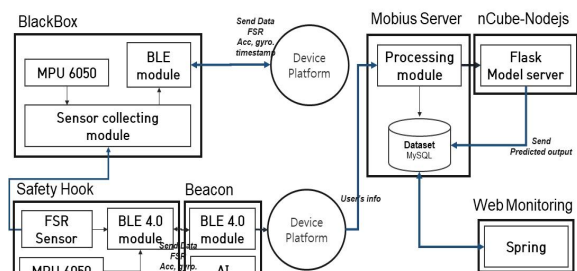 BlackBox
MPU 6050
BLE
module
Sensor collecting
module
Send Data
FSR
Acc, gyro.
timestamp
Device
Platform
Mobius Server
Processing
module
Dataset
MySQL
nCube-Nodejs
Flask
Model server
Send
Predicted output
Safety Hook
FSR
Sensor
BLE 4.0
module
MPU 6050
Send Data
FSR
Acc, gyro.
Beacon
BLE 4.0
module
AI
Device
Platform
User's info
Web Monitoring
Spring